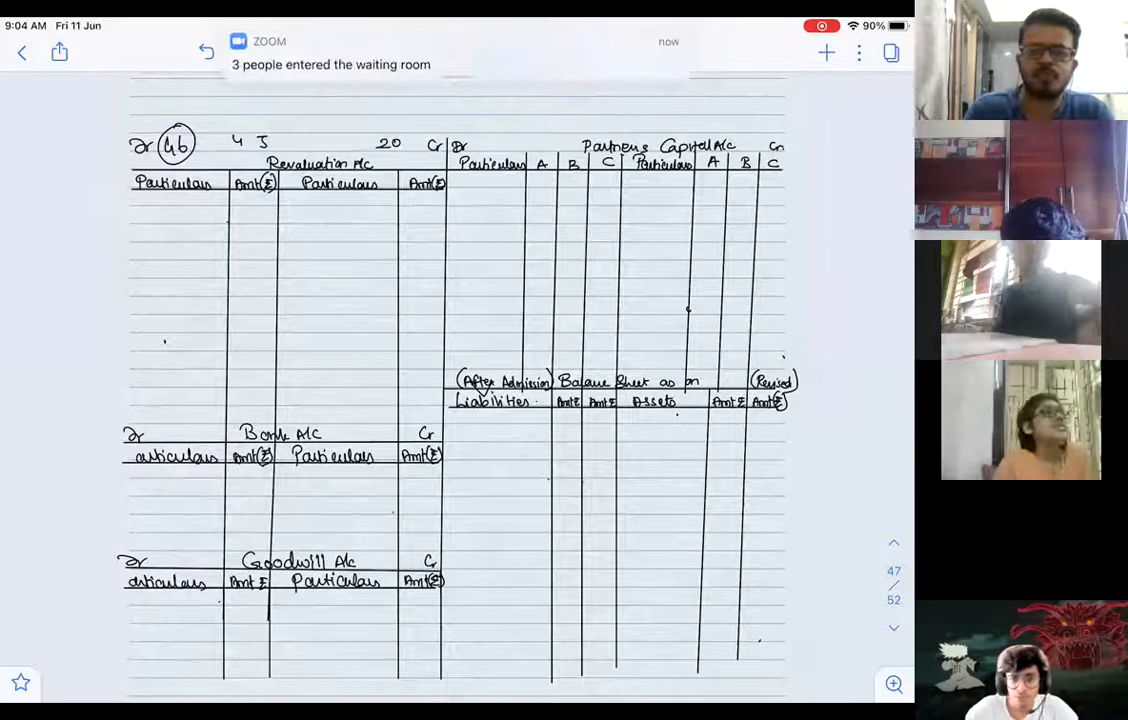 9:04 AM Fri 11 Jun
90%
ZOOM
now
3 people entered the waiting room
Dr 46 4 5 20 Cr
Revaluation A/c
Particulars Amt(₹) Particulars Amt(₹)
Dr Partners Capital A/c Cr
Particulars A B C Particulars A B C
(After Admission) Balance Sheet as on (Revised)
Liabilities Amt ₹ Amt ₹ Assets Amt ₹ Amt(₹)
Dr Bank A/c Cr
articulars Amt(₹) Particulars Amt(₹)
Dr Goodwill A/c Cr
articulars Amt ₹ Particulars Amt(₹)
47
/
52